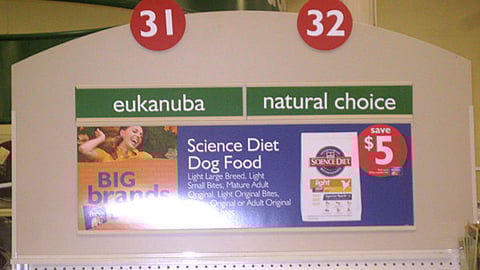 31 32
eukanuba natural choice
Science Diet
Dog Food
Light Large Breed, Light
Small Bites, Mature Adult
Original, Light Original Bites,
Original or Adult Original
BIG
brands
save
$5
SCIENCE DIET
light